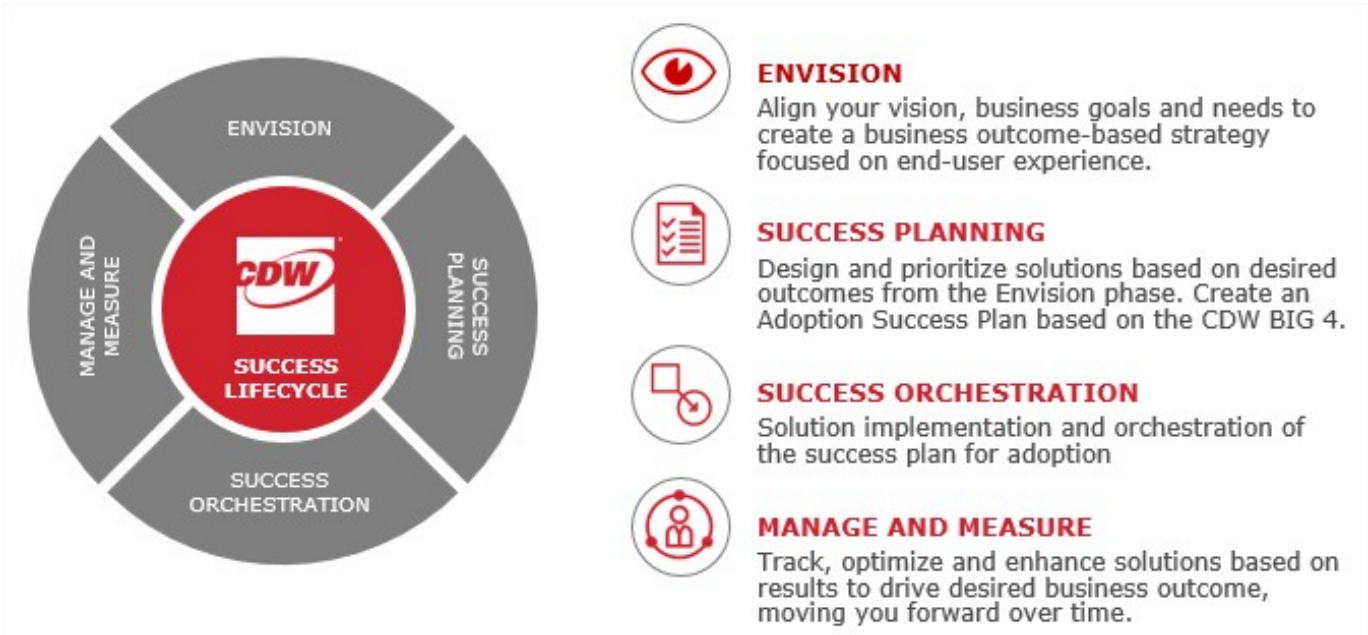 ENVISION
SUCCESS
PLANNING
SUCCESS
ORCHESTRATION
MANAGE AND
MEASURE
CDW
SUCCESS
LIFECYCLE
ENVISION
Align your vision, business goals and needs to
create a business outcome-based strategy
focused on end-user experience.
SUCCESS PLANNING
Design and prioritize solutions based on desired
outcomes from the Envision phase. Create an
Adoption Success Plan based on the CDW BIG 4.
SUCCESS ORCHESTRATION
Solution implementation and orchestration of
the success plan for adoption
MANAGE AND MEASURE
Track, optimize and enhance solutions based on
results to drive desired business outcome,
moving you forward over time.